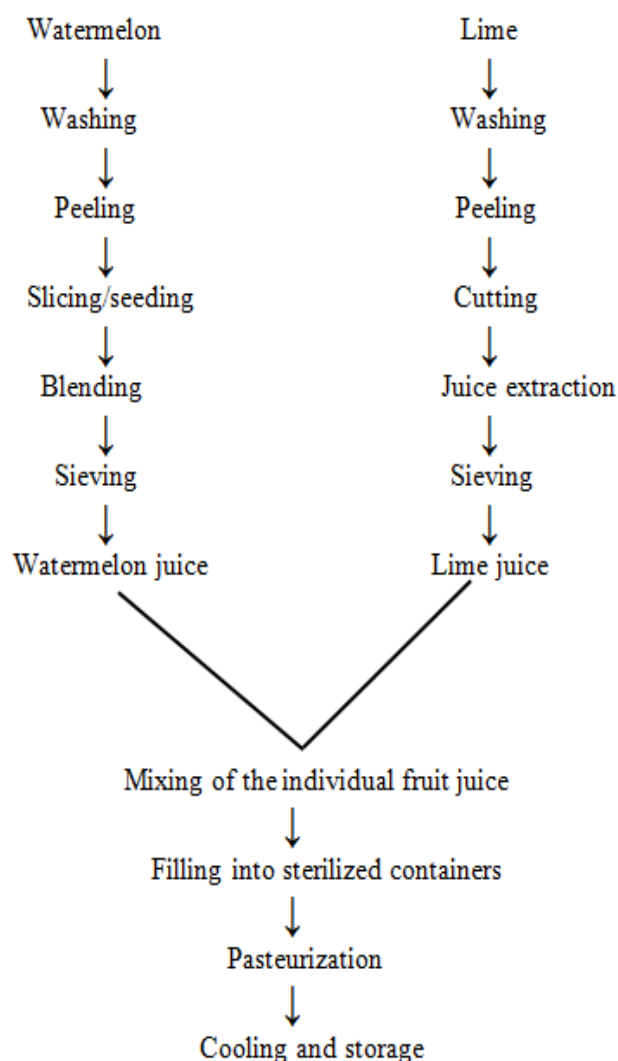 Watermelon
Washing
Peeling
Slicing/seeding
Blending
Sieving
Watermelon juice
Lime
Washing
Peeling
Cutting
Juice extraction
Sieving
Lime juice
Mixing of the individual fruit juice
Filling into sterilized containers
Pasteurization
Cooling and storage